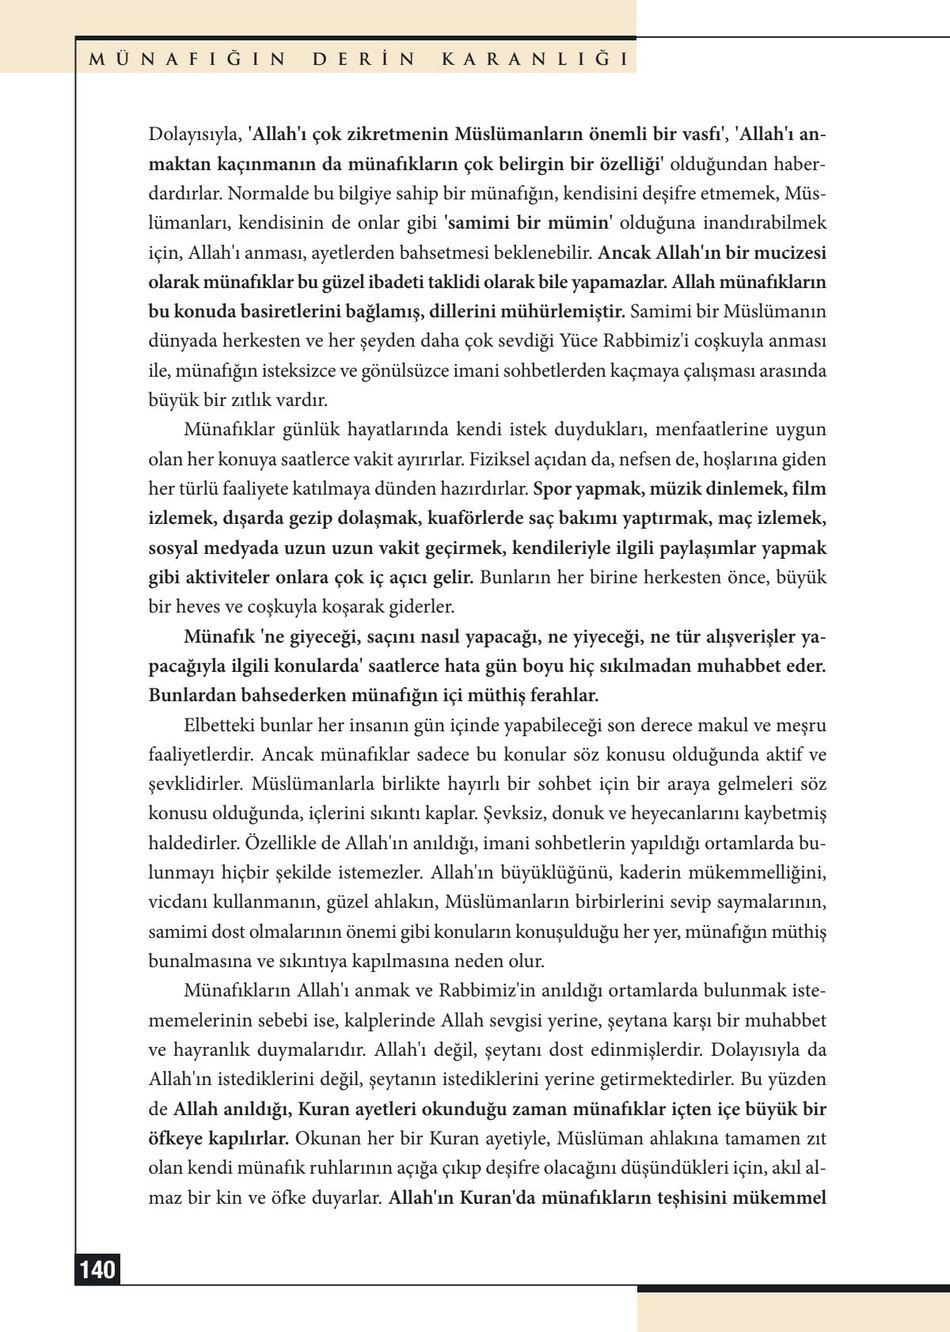 MÜNAFIĞIN DERİN KARANLIĞI
Dolayısıyla, 'Allah'ı çok zikretmenin Müslümanların önemli bir vasfı', 'Allah'ı an-
maktan kaçınmanın da münafıkların çok belirgin bir özelliği' olduğundan haber-
dardırlar. Normalde bu bilgiye sahip bir münafığın, kendisini deşifre etmemek, Müs-
lümanları, kendisinin de onlar gibi 'samimi bir mümin' olduğuna inandırabilmek
için, Allah'ı anması, ayetlerden bahsetmesi beklenebilir. Ancak Allah'ın bir mucizesi
olarak münafıklar bu güzel ibadeti taklidi olarak bile yapamazlar. Allah münafıkların
bu konuda basiretlerini bağlamış, dillerini mühürlemiştir. Samimi bir Müslümanın
dünyada herkesten ve her şeyden daha çok sevdiği Yüce Rabbimiz'i coşkuyla anması
ile, münafığın isteksizce ve gönülsüzce imani sohbetlerden kaçmaya çalışması arasında
büyük bir zıtlık vardır.
Münafıklar günlük hayatlarında kendi istek duydukları, menfaatlerine uygun
olan her konuya saatlerce vakit ayırırlar. Fiziksel açıdan da, nefsen de, hoşlarına giden
her türlü faaliyete katılmaya dünden hazırdırlar. Spor yapmak, müzik dinlemek, film
izlemek, dışarda gezip dolaşmak, kuaförlerde saç bakımı yaptırmak, maç izlemek,
sosyal medyada uzun uzun vakit geçirmek, kendileriyle ilgili paylaşımlar yapmak
gibi aktiviteler onlara çok iç açıcı gelir. Bunların her birine herkesten önce, büyük
bir heves ve coşkuyla koşarak giderler.
Münafık 'ne giyeceği, saçını nasıl yapacağı, ne yiyeceği, ne tür alışverişler ya-
pacağıyla ilgili konularda' saatlerce hata gün boyu hiç sıkılmadan muhabbet eder.
Bunlardan bahsederken münafığın içi müthiş ferahlar.
Elbetteki bunlar her insanın gün içinde yapabileceği son derece makul ve meşru
faaliyetlerdir. Ancak münafıklar sadece bu konular söz konusu olduğunda aktif ve
şevklidirler. Müslümanlarla birlikte hayırlı bir sohbet için bir araya gelmeleri söz
konusu olduğunda, içlerini sıkıntı kaplar. Şevksiz, donuk ve heyecanlarını kaybetmiş
haldedirler. Özellikle de Allah'ın anıldığı, imani sohbetlerin yapıldığı ortamlarda bu-
lunmayı hiçbir şekilde istemezler. Allah'ın büyüklüğünü, kaderin mükemmelliğini,
vicdanı kullanmanın, güzel ahlakın, Müslümanların birbirlerini sevip saymalarının,
samimi dost olmalarının önemi gibi konuların konuşulduğu her yer, münafığın müthiş
bunalmasına ve sıkıntıya kapılmasına neden olur.
Münafıkların Allah'ı anmak ve Rabbimiz'in anıldığı ortamlarda bulunmak iste-
memelerinin sebebi ise, kalplerinde Allah sevgisi yerine, şeytana karşı bir muhabbet
ve hayranlık duymalarıdır. Allah'ı değil, şeytanı dost edinmişlerdir. Dolayısıyla da
Allah'ın istediklerini değil, şeytanın istediklerini yerine getirmektedirler. Bu yüzden
de Allah anıldığı, Kuran ayetleri okunduğu zaman münafıklar içten içe büyük bir
öfkeye kapılırlar. Okunan her bir Kuran ayetiyle, Müslüman ahlakına tamamen zıt
olan kendi münafık ruhlarının açığa çıkıp deşifre olacağını düşündükleri için, akıl al-
maz bir kin ve öfke duyarlar. Allah'ın Kuran'da münafıkların teşhisini mükemmel
140